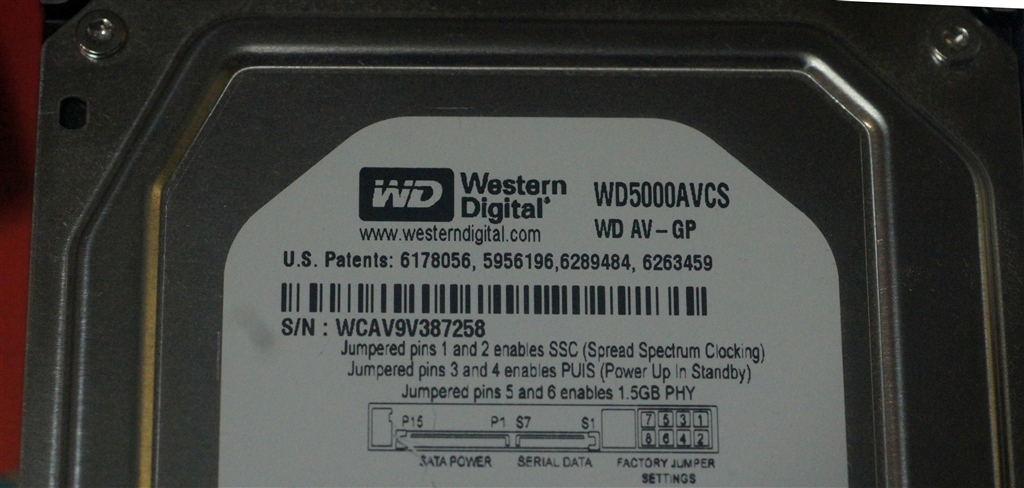 WD Western Digital WD5000AVCS
www.westerndigital.com WD AV-GP
U.S. Patents: 6178056, 5956196,6289484, 6263459
S/N : WCAV9V387258
Jumpered pins 1 and 2 enables SSC (Spread Spectrum Clocking)
Jumpered pins 3 and 4 enables PUIS (Power Up In Standby)
Jumpered pins 5 and 6 enables 1.5GB PHY
P15 P1 S7 S1 7 5 3 1
8 6 4 2
SATA POWER SERIAL DATA FACTORY JUMPER
SETTINGS